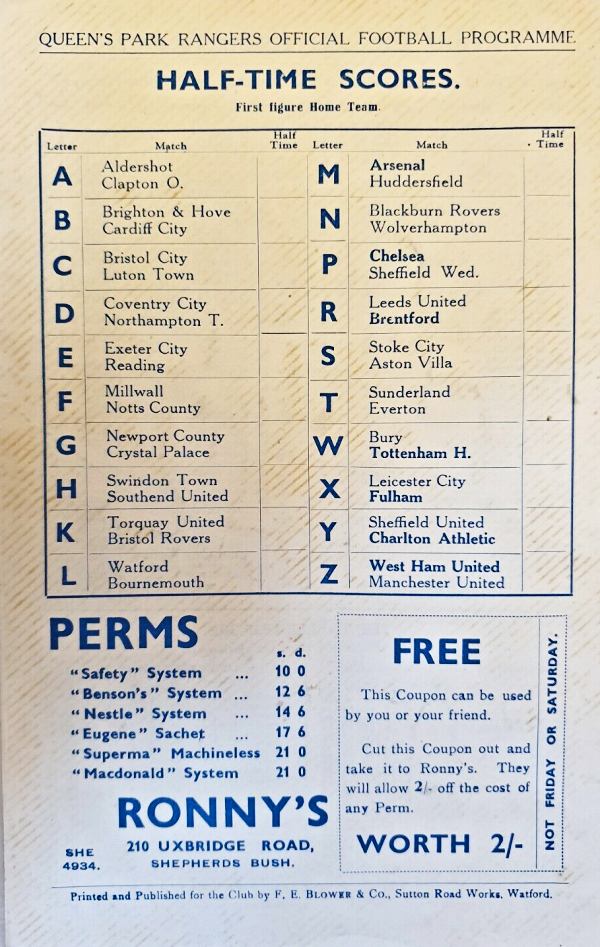 QUEEN'S PARK RANGERS OFFICIAL FOOTBALL PROGRAMME
HALF-TIME SCORES.
First figure Home Team.
Letter Match Half Time Letter Match Half Time
A Aldershot M Arsenal
Clapton O. Huddersfield
B Brighton & Hove N Blackburn Rovers
Cardiff City Wolverhampton
C Bristol City P Chelsea
Luton Town Sheffield Wed.
D Coventry City R Leeds United
Northampton T. Brentford
E Exeter City S Stoke City
Reading Aston Villa
F Millwall T Sunderland
Notts County Everton
G Newport County W Bury
Crystal Palace Tottenham H.
H Swindon Town X Leicester City
Southend United Fulham
K Torquay United Y Sheffield United
Bristol Rovers Charlton Athletic
L Watford Z West Ham United
Bournemouth Manchester United
PERMS
s. d.
"Safety" System ... 10 0
"Benson's" System ... 12 6
"Nestle" System ... 14 6
"Eugene" Sachet ... 17 6
"Superma" Machineless 21 0
"Macdonald" System 21 0
RONNY'S
SHE 4934.
210 UXBRIDGE ROAD,
SHEPHERDS BUSH.
FREE
This Coupon can be used
by you or your friend.
Cut this Coupon out and
take it to Ronny's. They
will allow 2/- off the cost of
any Perm.
WORTH 2/-
NOT FRIDAY OR SATURDAY.
Printed and Published for the Club by F. E. BLOWER & Co., Sutton Road Works, Watford.